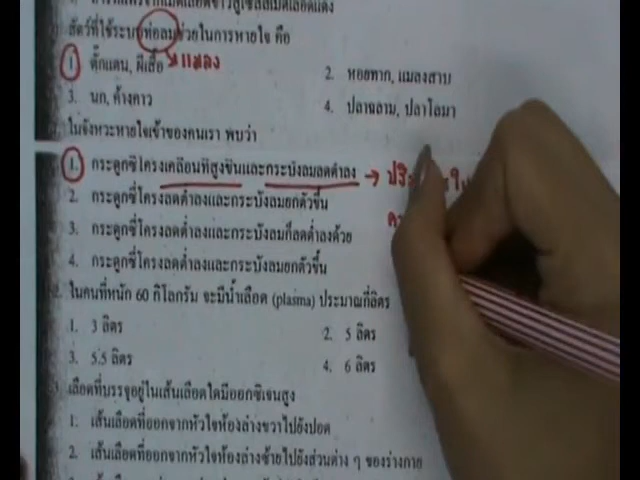 สัตว์ที่ใช้ระบบท่อลมช่วยในการหายใจ คือ
1. ตั๊กแตน, ผีเสื้อ → แมลง
2. หอยทาก, แมลงสาบ
3. นก, ค้างคาว
4. ปลาฉลาม, ปลาโลมา
ในจังหวะหายใจเข้าของคนเรา พบว่า
1. กระดูกซี่โครงเคลื่อนที่สูงขึ้นและกระบังลมลดต่ำลง →
2. กระดูกซี่โครงลดต่ำลงและกระบังลมยกตัวขึ้น
3. กระดูกซี่โครงลดต่ำลงและกระบังลมก็ลดต่ำลงด้วย
4. กระดูกซี่โครงลดต่ำลงและกระบังลมยกตัวขึ้น
2. ในคนที่หนัก 60 กิโลกรัม จะมีน้ำเลือด (plasma) ประมาณกี่ลิตร
1. 3 ลิตร
2. 5 ลิตร
3. 5.5 ลิตร
4. 6 ลิตร
3. เลือดที่บรรจุอยู่ในเส้นเลือดใดมีออกซิเจนสูง
1. เส้นเลือดที่ออกจากหัวใจห้องล่างขวาไปยังปอด
2. เส้นเลือดที่ออกจากหัวใจห้องล่างซ้ายไปยังส่วนต่าง ๆ ของร่างกาย